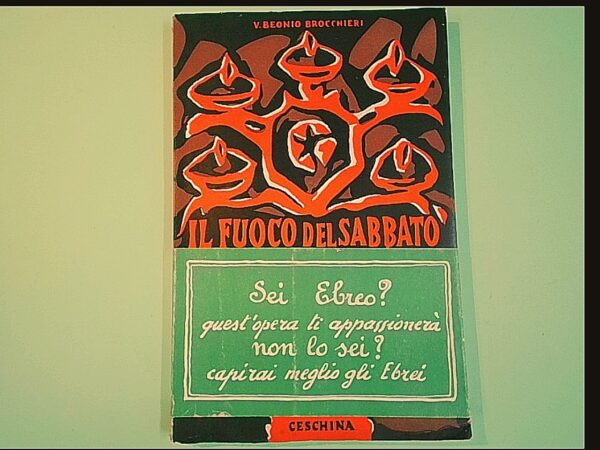 V. BEONIO BROCCHIERI
IL FUOCO DEL SABBATO
Sei Ebreo?
quest'opera ti appassionerà
non lo sei?
capirai meglio gli Ebrei
CESCHINA